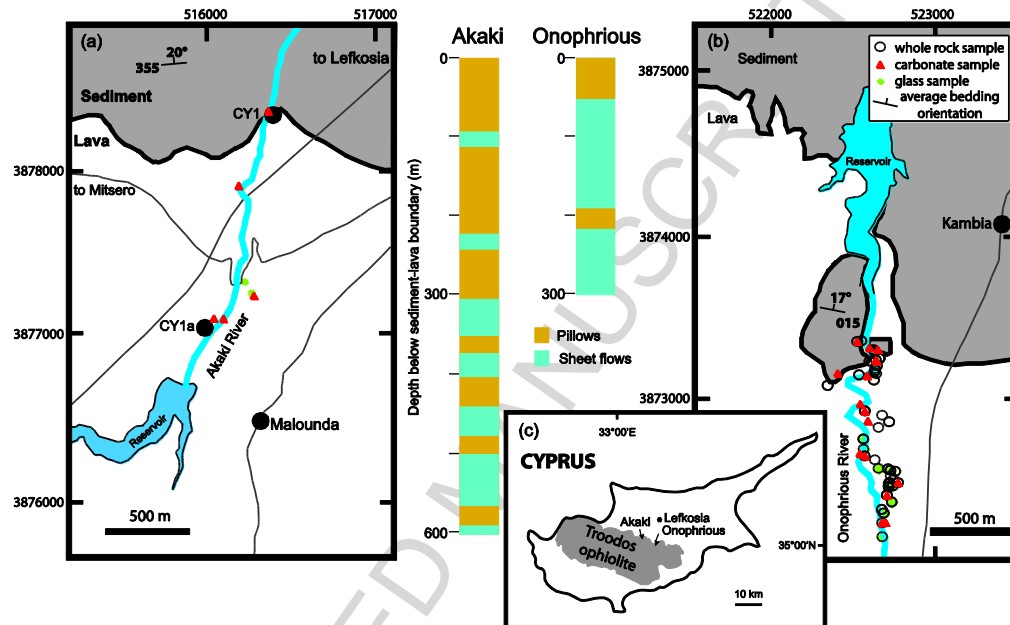 516000
517000
(a)
20°
355
to Lefkosia
Sediment
CY1
Lava
3878000
to Mitsero
3877000
CY1a
Akaki River
Reservoir
Malounda
3876000
500 m
Akaki
Onophrious
0
0
Depth below sediment-lava boundary (m)
300
300
600
Pillows
Sheet flows
522000
523000
(b)
whole rock sample
carbonate sample
glass sample
average bedding
orientation
3875000
Sediment
Lava
Reservoir
Kambia
3874000
17°
015
3873000
Onophrious River
500 m
(c)
33°00'E
CYPRUS
Akaki
Lefkosia
Onophrious
Troodos
ophiolite
35°00'N
10 km
ED MANUSCRIPT